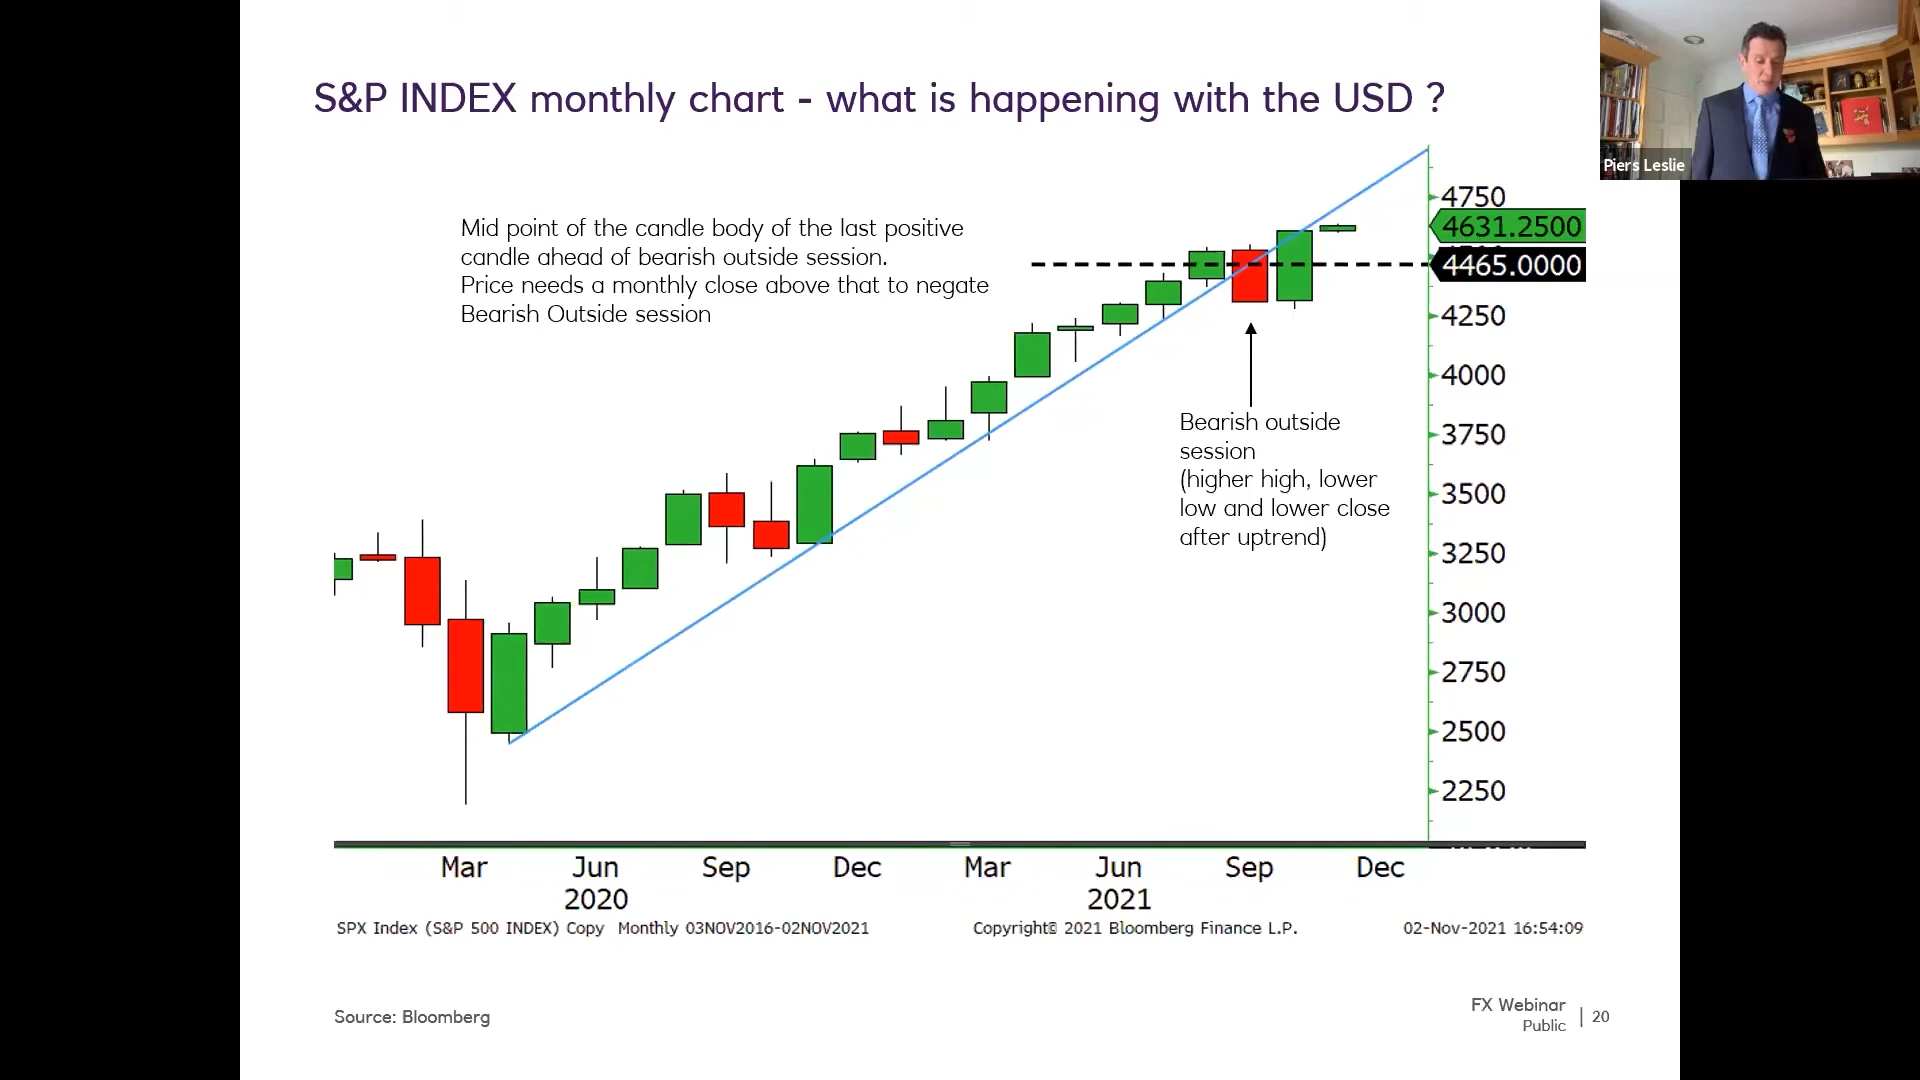 S&P INDEX monthly chart - what is happening with the USD ?
Piers Leslie
Mid point of the candle body of the last positive
candle ahead of bearish outside session.
Price needs a monthly close above that to negate
Bearish Outside session
4750
4631.2500
4465.0000
4250
4000
3750
3500
3250
3000
2750
2500
2250
Bearish outside
session
(higher high, lower
low and lower close
after uptrend)
Mar Jun Sep Dec Mar Jun Sep Dec
2020 2021
SPX Index (S&P 500 INDEX) Copy Monthly 03NOV2016-02NOV2021 Copyright 2021 Bloomberg Finance L.P. 02-Nov-2021 16:54:09
Source: Bloomberg
FX Webinar
Public | 20